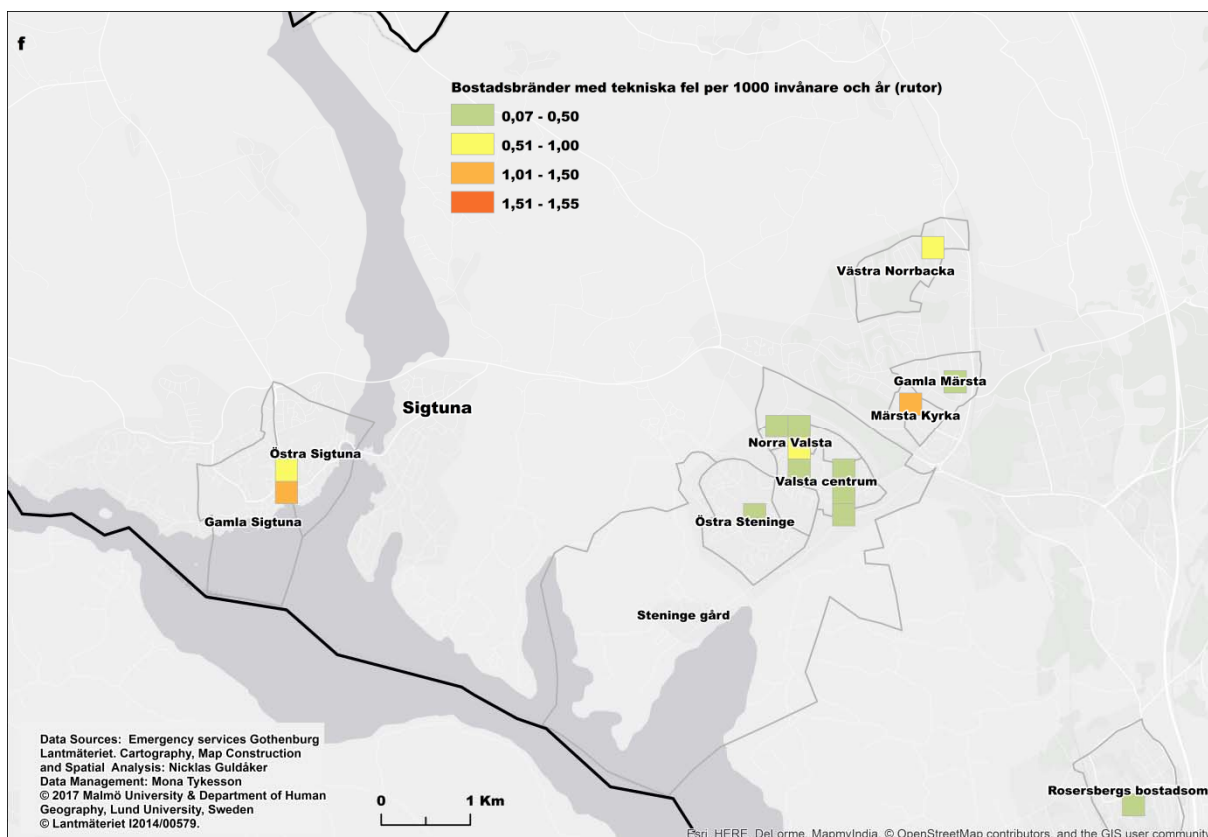 f
Bostadsbränder med tekniska fel per 1000 invånare och år (rutor)
0,07 - 0,50
0,51 - 1,00
1,01 - 1,50
1,51 - 1,55
Västra Norrbacka
Gamla Märsta
Märsta Kyrka
Sigtuna
Norra Valsta
Östra Sigtuna
Valsta centrum
Gamla Sigtuna
Östra Steninge
Steninge gård
Data Sources: Emergency services Gothenburg
Lantmäteriet. Cartography, Map Construction
and Spatial Analysis: Nicklas Guldåker
Data Management: Mona Tykesson
© 2017 Malmö University & Department of Human
Geography, Lund University, Sweden
© Lantmäteriet I2014/00579.
0 1 Km
Rosersbergs bostadsom
Esri, HERE, DeLorme, MapmyIndia, © OpenStreetMap contributors, and the GIS user community